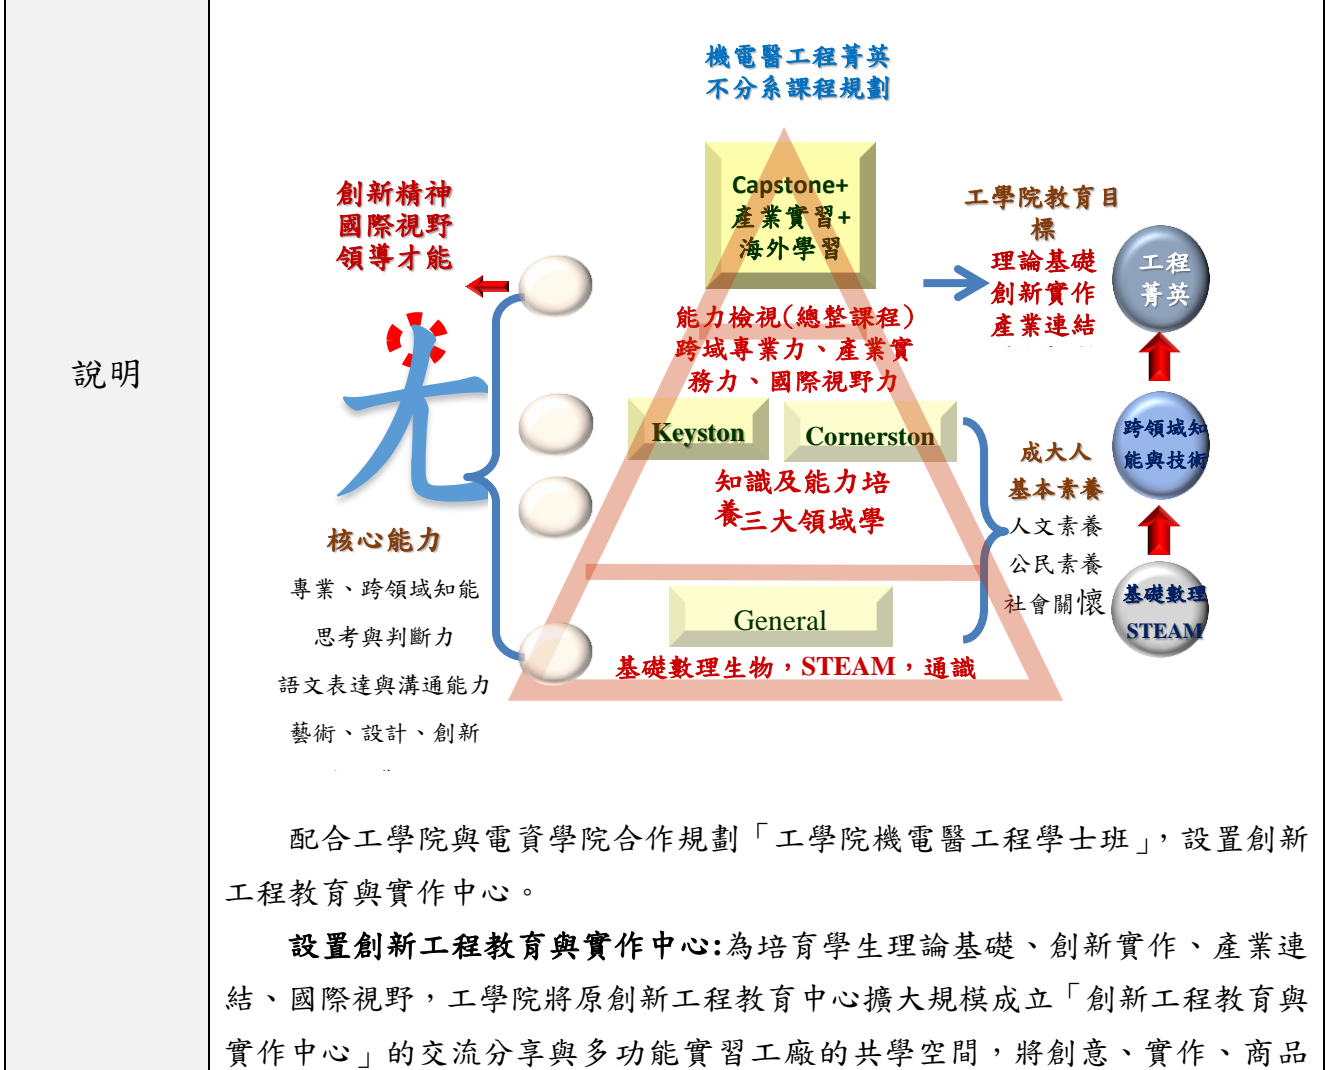 說明
機電醫工程菁英
不分系課程規劃
創新精神
國際視野
領導才能
核心能力
專業、跨領域知能
思考與判斷力
語文表達與溝通能力
藝術、設計、創新
Capstone+
產業實習+
海外學習
能力檢視(總整課程)
跨域專業力、產業實
務力、國際視野力
Keyston
Cornerston
知識及能力培
養三大領域學
General
基礎數理生物，STEAM，通識
工學院教育目
標
理論基礎
創新實作
產業連結
成大人
基本素養
人文素養
公民素養
社會關懷
工程
菁英
跨領域知
能與技術
基礎數理
STEAM
配合工學院與電資學院合作規劃「工學院機電醫工程學士班」，設置創新
工程教育與實作中心。
設置創新工程教育與實作中心:為培育學生理論基礎、創新實作、產業連
結、國際視野，工學院將原創新工程教育中心擴大規模成立「創新工程教育與
實作中心」的交流分享與多功能實習工廠的共學空間，將創意、實作、商品